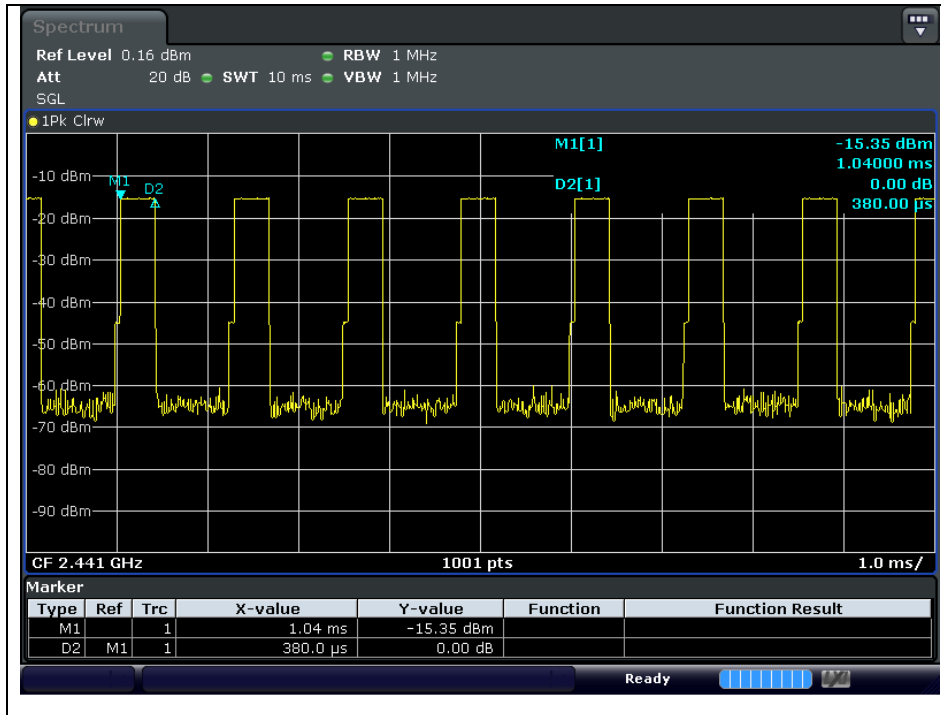 Spectrum
Ref Level 0.16 dBm RBW 1 MHz
Att 20 dB SWT 10 ms VBW 1 MHz
SGL
1Pk Clrw
M1[1] -15.35 dBm
1.04000 ms
D2[1] 0.00 dB
380.00 µs
M1 D2
-10 dBm
-20 dBm
-30 dBm
-40 dBm
-50 dBm
-60 dBm
-70 dBm
-80 dBm
-90 dBm
CF 2.441 GHz 1001 pts 1.0 ms/
Marker
Type Ref Trc X-value Y-value Function Function Result
M1 1 1.04 ms -15.35 dBm
D2 M1 1 380.0 µs 0.00 dB
Ready